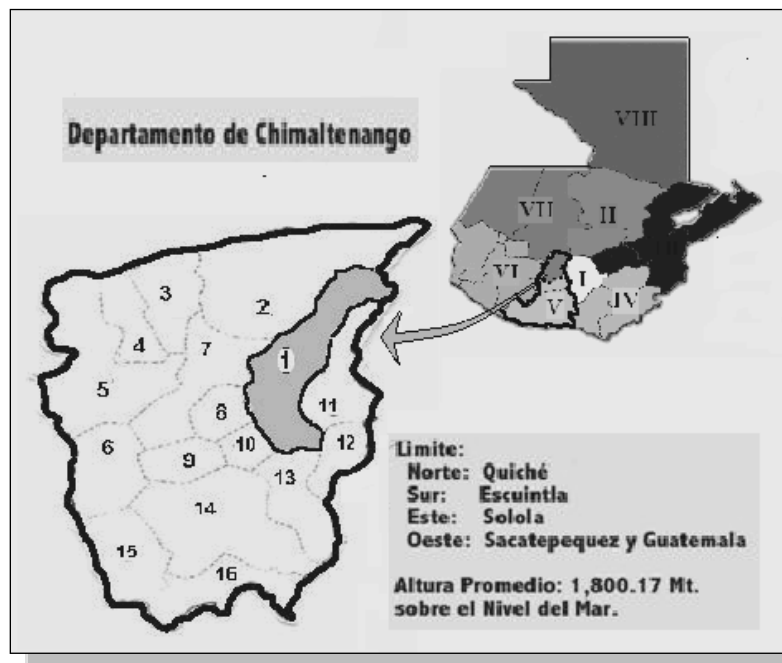 Departamento de Chimaltenango
VIII
VII
II
VI
I
V
IV
3
2
4
7
1
5
8
11
6
10
12
9
13
14
15
16
Limite:
Norte: Quiché
Sur: Escuintla
Este: Solola
Oeste: Sacatepequez y Guatemala
Altura Promedio: 1,800.17 Mt.
sobre el Nivel del Mar.